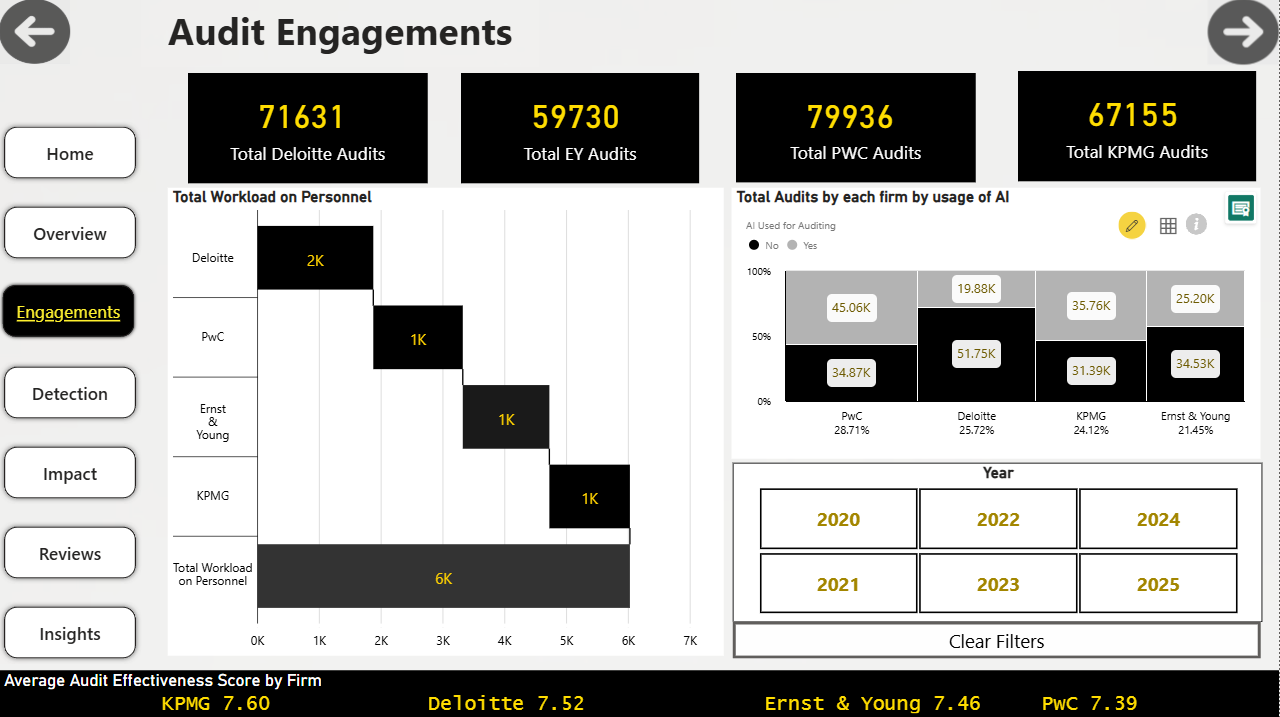 Audit Engagements
71631
Total Deloitte Audits
59730
Total EY Audits
79936
Total PWC Audits
67155
Total KPMG Audits
Home
Overview
Engagements
Detection
Impact
Reviews
Insights
Total Workload on Personnel
Deloitte
2K
PwC
1K
Ernst
&
Young
1K
KPMG
1K
Total Workload
on Personnel
6K
0K 1K 2K 3K 4K 5K 6K 7K
Total Audits by each firm by usage of AI
AI Used for Auditing
No Yes
100%
50%
0%
45.06K
19.88K
35.76K
25.20K
34.87K
51.75K
31.39K
34.53K
PwC
28.71%
Deloitte
25.72%
KPMG
24.12%
Ernst & Young
21.45%
Year
2020 2022 2024
2021 2023 2025
Clear Filters
Average Audit Effectiveness Score by Firm
KPMG 7.60 Deloitte 7.52 Ernst & Young 7.46 PwC 7.39